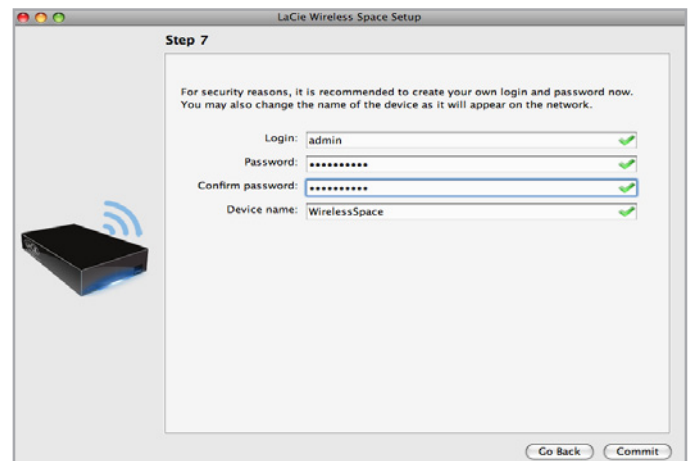 LaCie Wireless Space Setup
Step 7
For security reasons, it is recommended to create your own login and password now.
You may also change the name of the device as it will appear on the network.
Login: admin
Password: ••••••••••
Confirm password: ••••••••••
Device name: WirelessSpace
Go Back Commit